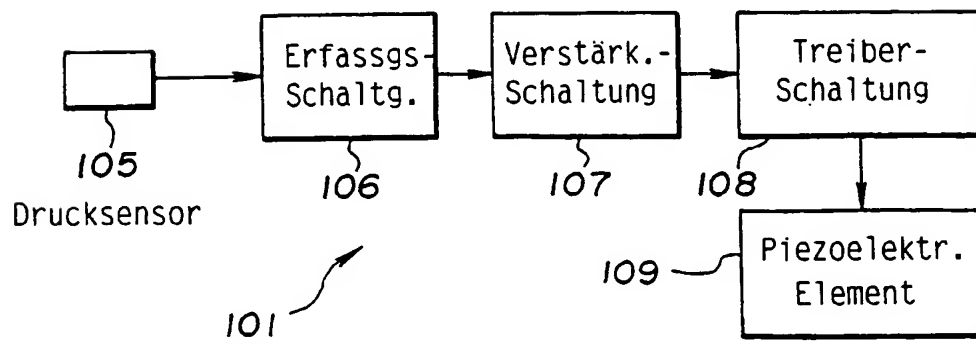 Erfassgs-
Schaltg.
Verstärk.-
Schaltung
Treiber-
Schaltung
105
Drucksensor
106
107
108
Piezoelektr.
Element
109
101